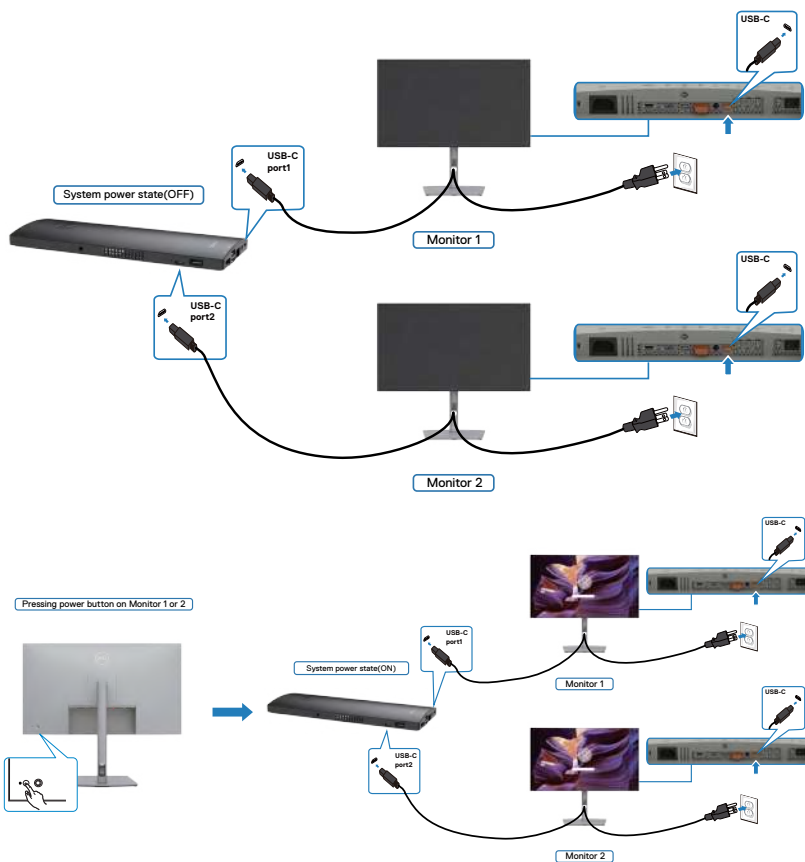 USB-C
USB-C
port1
System power state(OFF)
Monitor 1
USB-C
USB-C
port2
Monitor 2
USB-C
Pressing power button on Monitor 1 or 2
USB-C
port1
System power state(ON)
Monitor 1
USB-C
USB-C
port2
Monitor 2